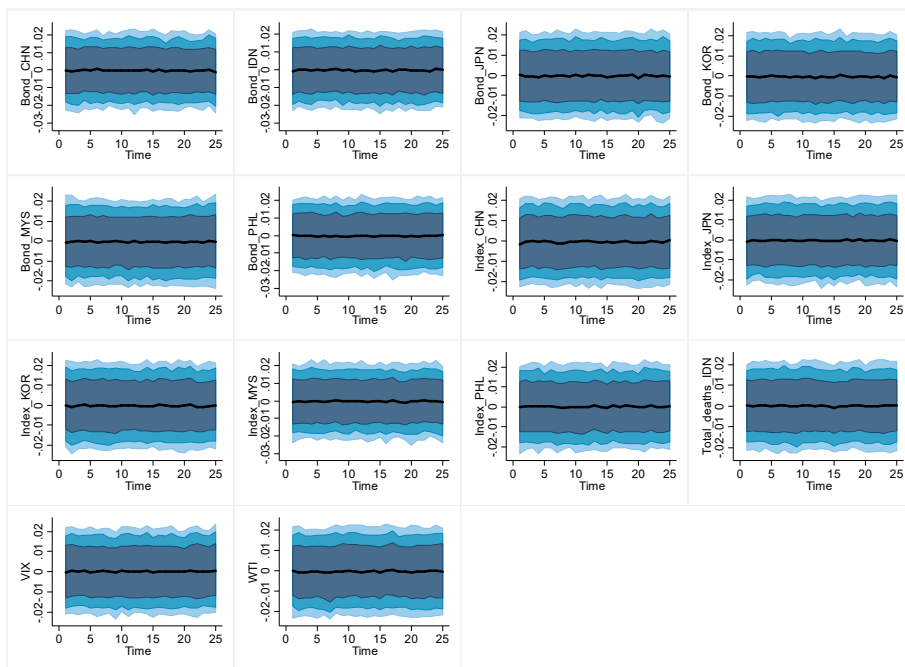 Bond_CHN
-.03-.02-.01 0 .01 .02
0 5 10 15 20 25
Time
Bond_IDN
-.03-.02-.01 0 .01 .02
0 5 10 15 20 25
Time
Bond_JPN
-.02-.01 0 .01 .02
0 5 10 15 20 25
Time
Bond_KOR
-.02-.01 0 .01 .02
0 5 10 15 20 25
Time
Bond_MYS
-.02-.01 0 .01 .02
0 5 10 15 20 25
Time
Bond_PHL
-.03-.02-.01 0 .01 .02
0 5 10 15 20 25
Time
Index_CHN
-.02-.01 0 .01 .02
0 5 10 15 20 25
Time
Index_JPN
-.02-.01 0 .01 .02
0 5 10 15 20 25
Time
Index_KOR
-.02-.01 0 .01 .02
0 5 10 15 20 25
Time
Index_MYS
-.03-.02-.01 0 .01 .02
0 5 10 15 20 25
Time
Index_PHL
-.02-.01 0 .01 .02
0 5 10 15 20 25
Time
Total_deaths_IDN
-.02-.01 0 .01 .02
0 5 10 15 20 25
Time
VIX
-.02-.01 0 .01 .02
0 5 10 15 20 25
Time
WTI
-.02-.01 0 .01 .02
0 5 10 15 20 25
Time